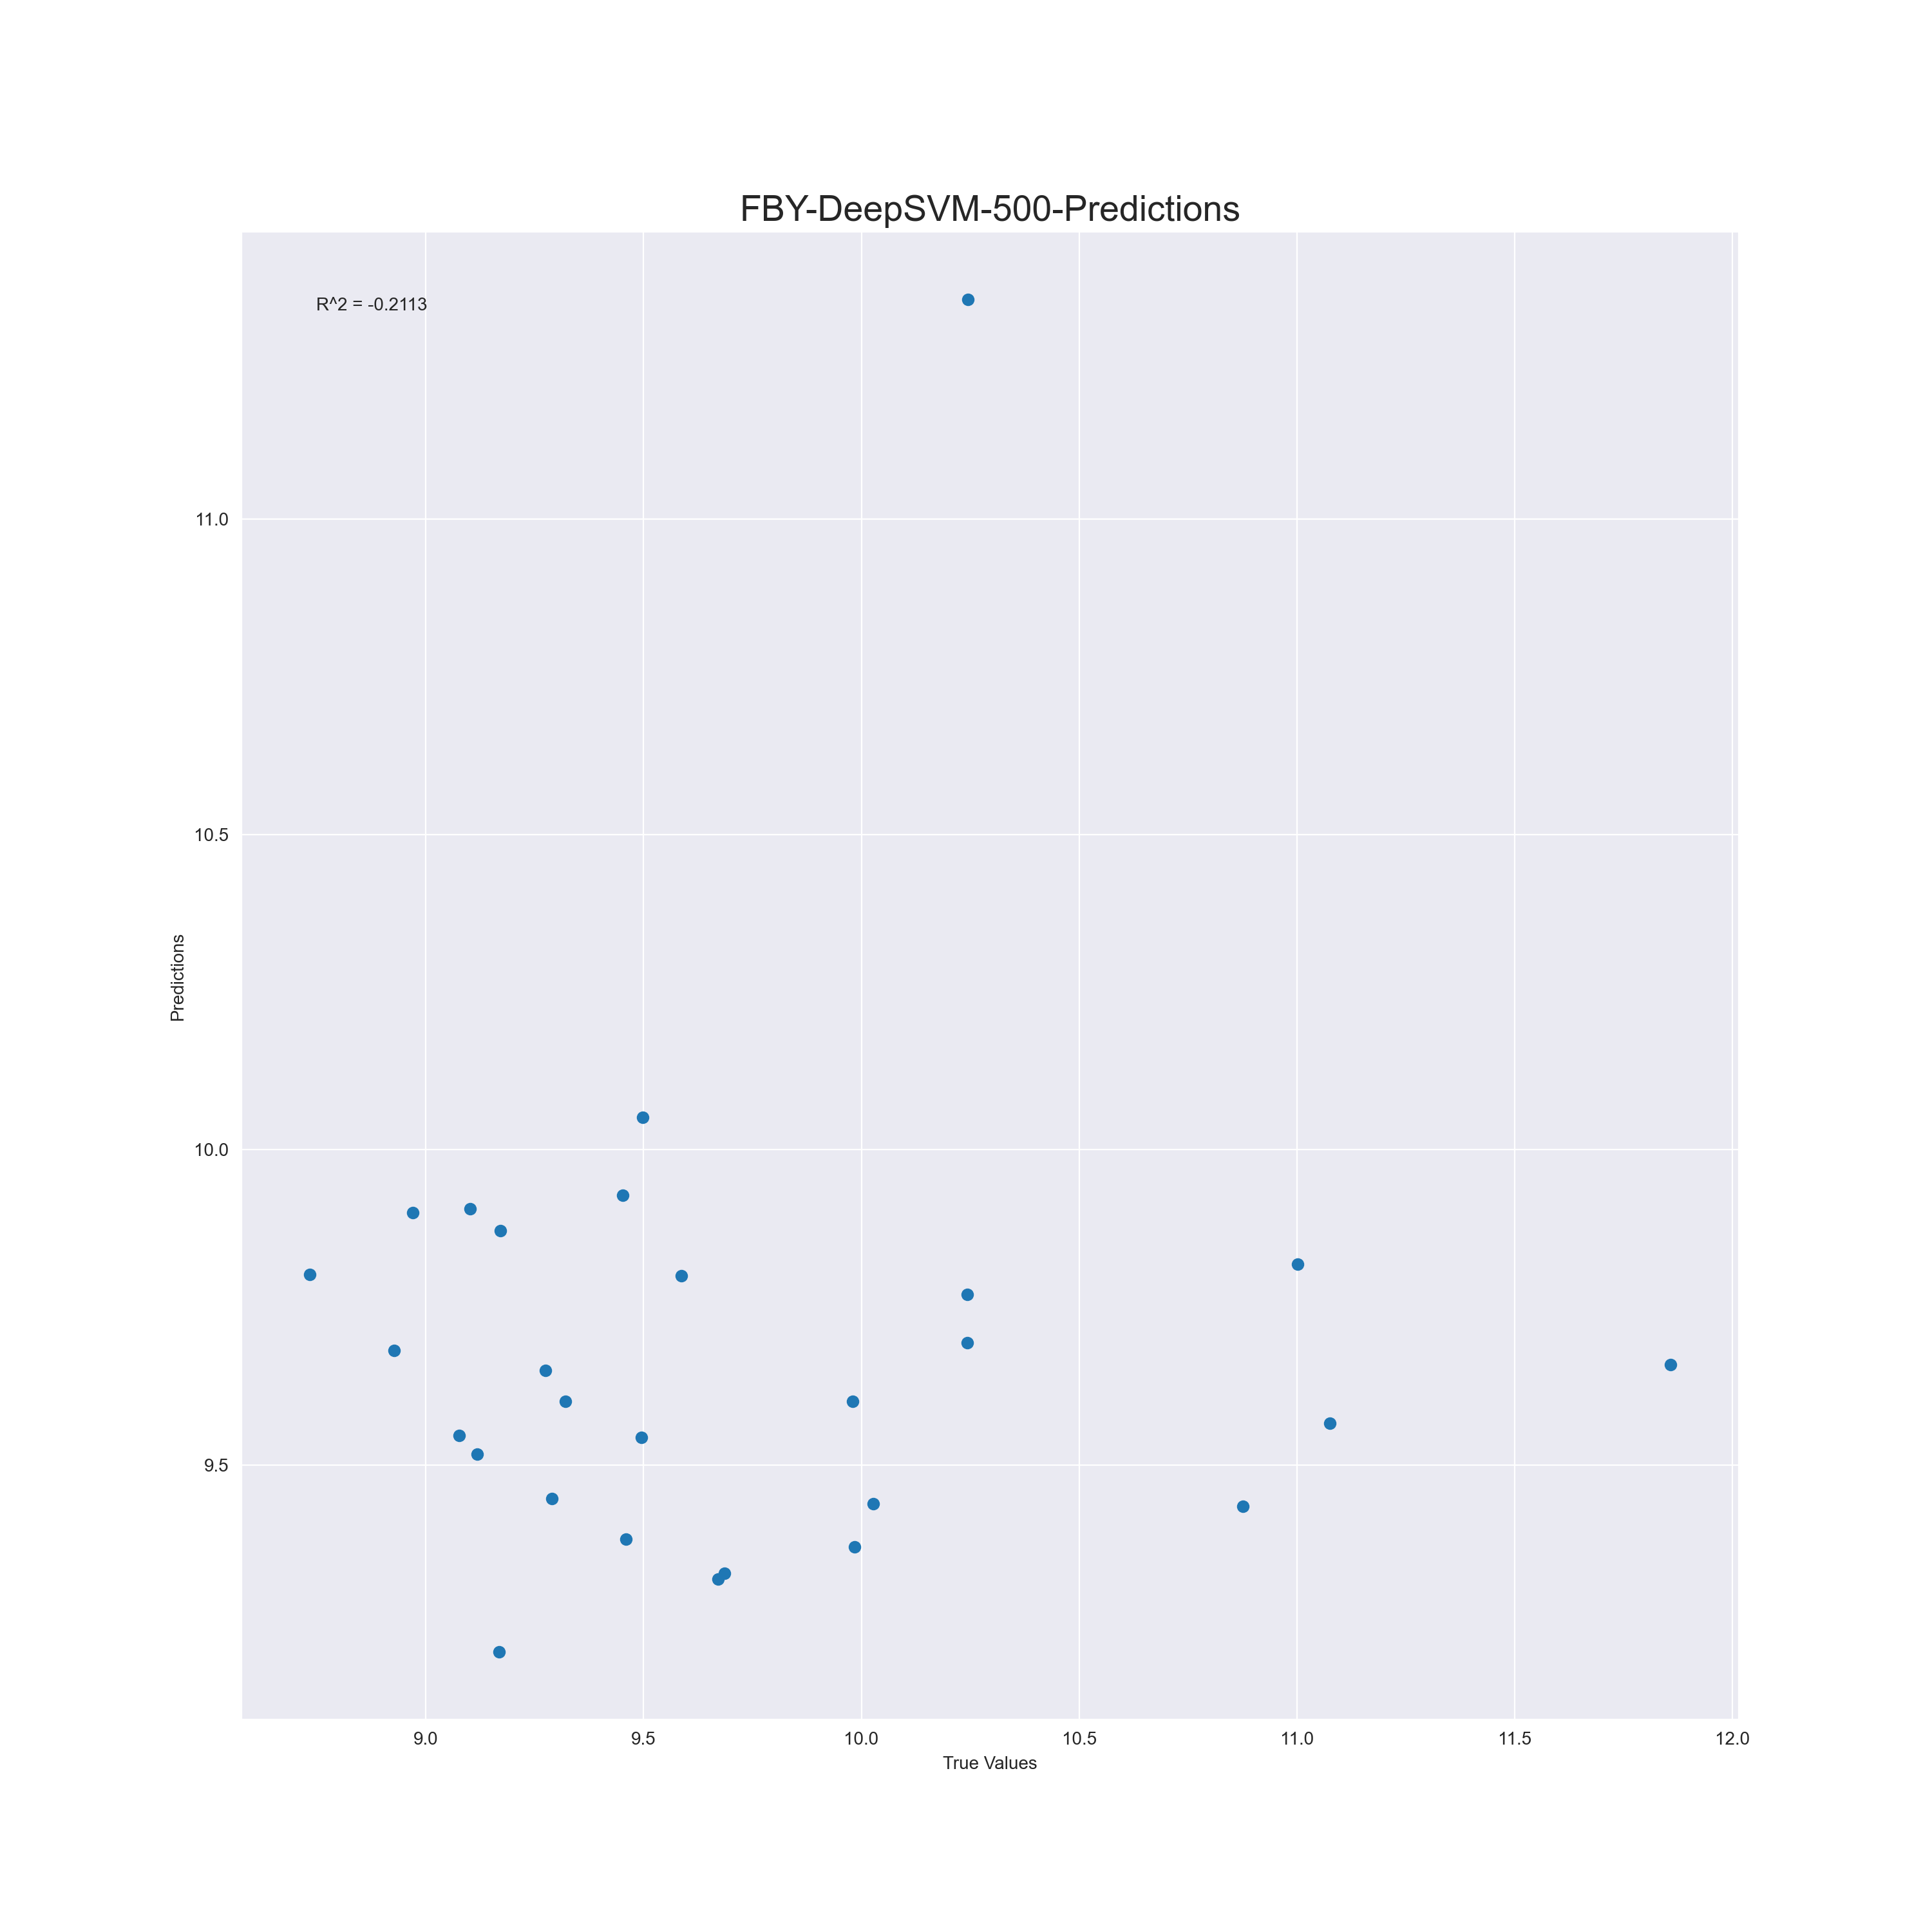 FBY-DeepSVM-500-Predictions
R^2 = -0.2113
11.0
10.5
10.0
9.5
Predictions
9.0 9.5 10.0 10.5 11.0 11.5 12.0
True Values